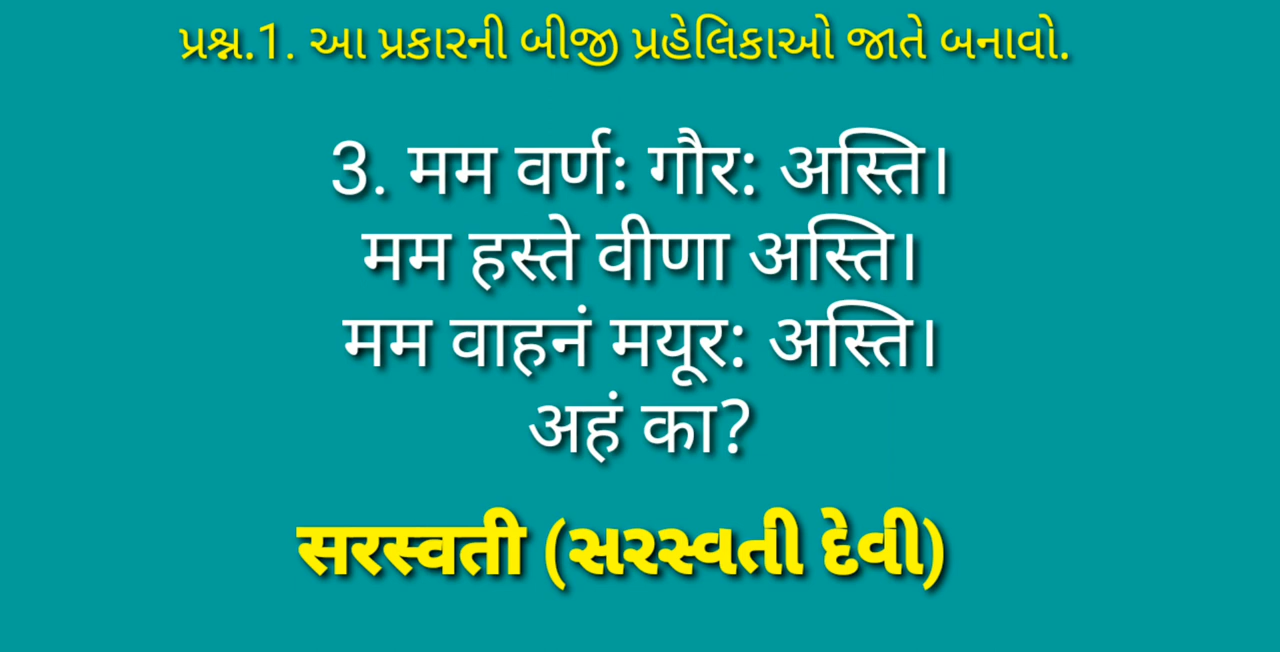 પ્રશ્ન.1. આ પ્રકારની બીજી પ્રહેલિકાઓ જાતે બનાવો.
3. मम वर्णः गौर: अस्ति।
मम हस्ते वीणा अस्ति।
मम वाहनं मयूर: अस्ति।
अहं का?
सरस्वती (સરસ્વતી દેવી)